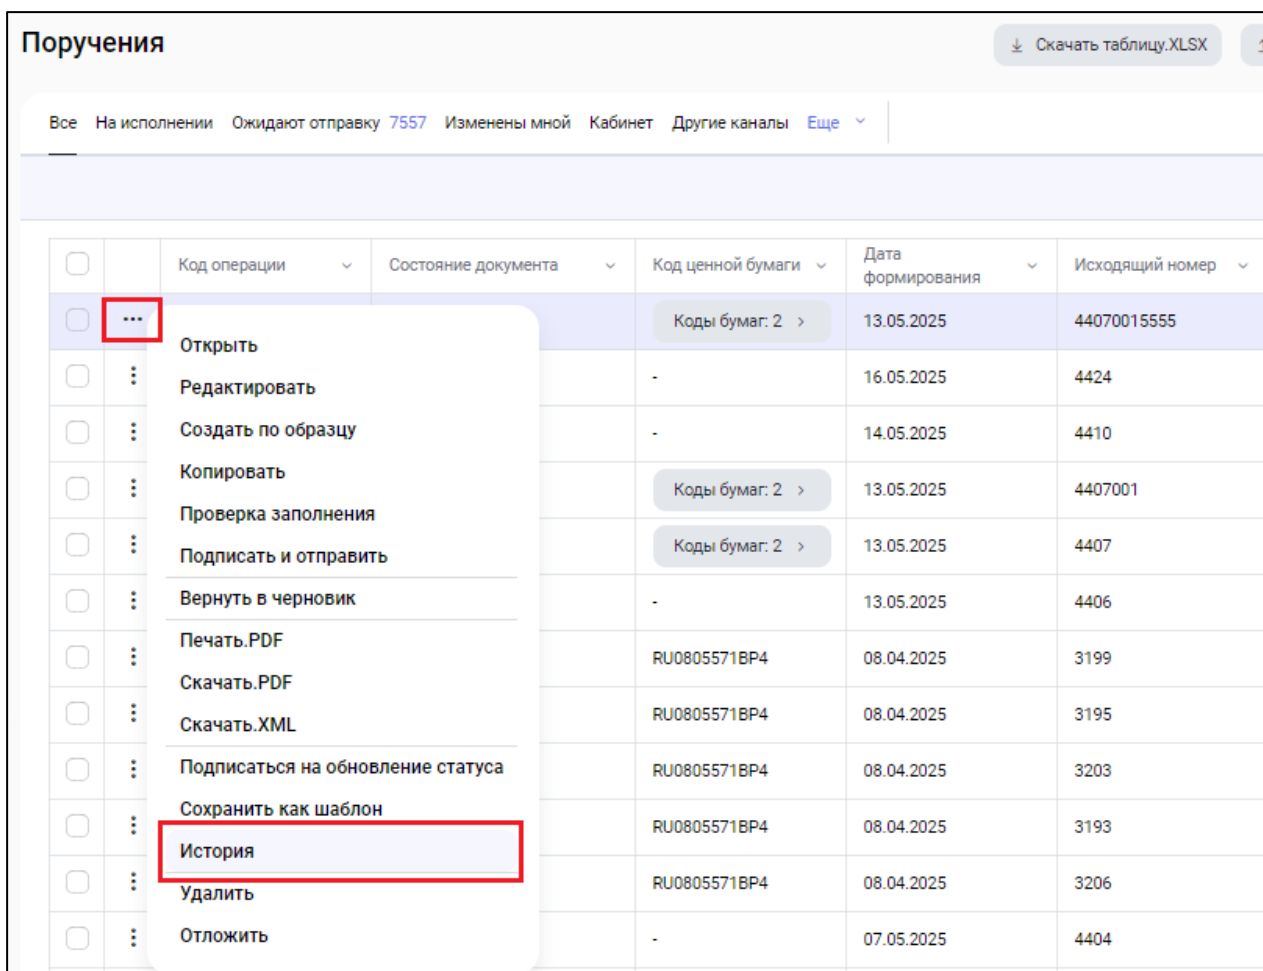 Поручения
Скачать таблицу.XLSX
Все На исполнении Ожидают отправку 7557 Изменены мной Кабинет Другие каналы Еще
Код операции Состояние документа Код ценной бумаги Дата формирования Исходящий номер
Коды бумаг: 2 > 13.05.2025 44070015555
- 16.05.2025 4424
- 14.05.2025 4410
Коды бумаг: 2 > 13.05.2025 4407001
Коды бумаг: 2 > 13.05.2025 4407
- 13.05.2025 4406
RU0805571BP4 08.04.2025 3199
RU0805571BP4 08.04.2025 3195
RU0805571BP4 08.04.2025 3203
RU0805571BP4 08.04.2025 3193
RU0805571BP4 08.04.2025 3206
- 07.05.2025 4404
Открыть
Редактировать
Создать по образцу
Копировать
Проверка заполнения
Подписать и отправить
Вернуть в черновик
Печать.PDF
Скачать.PDF
Скачать.XML
Подписаться на обновление статуса
Сохранить как шаблон
История
Удалить
Отложить